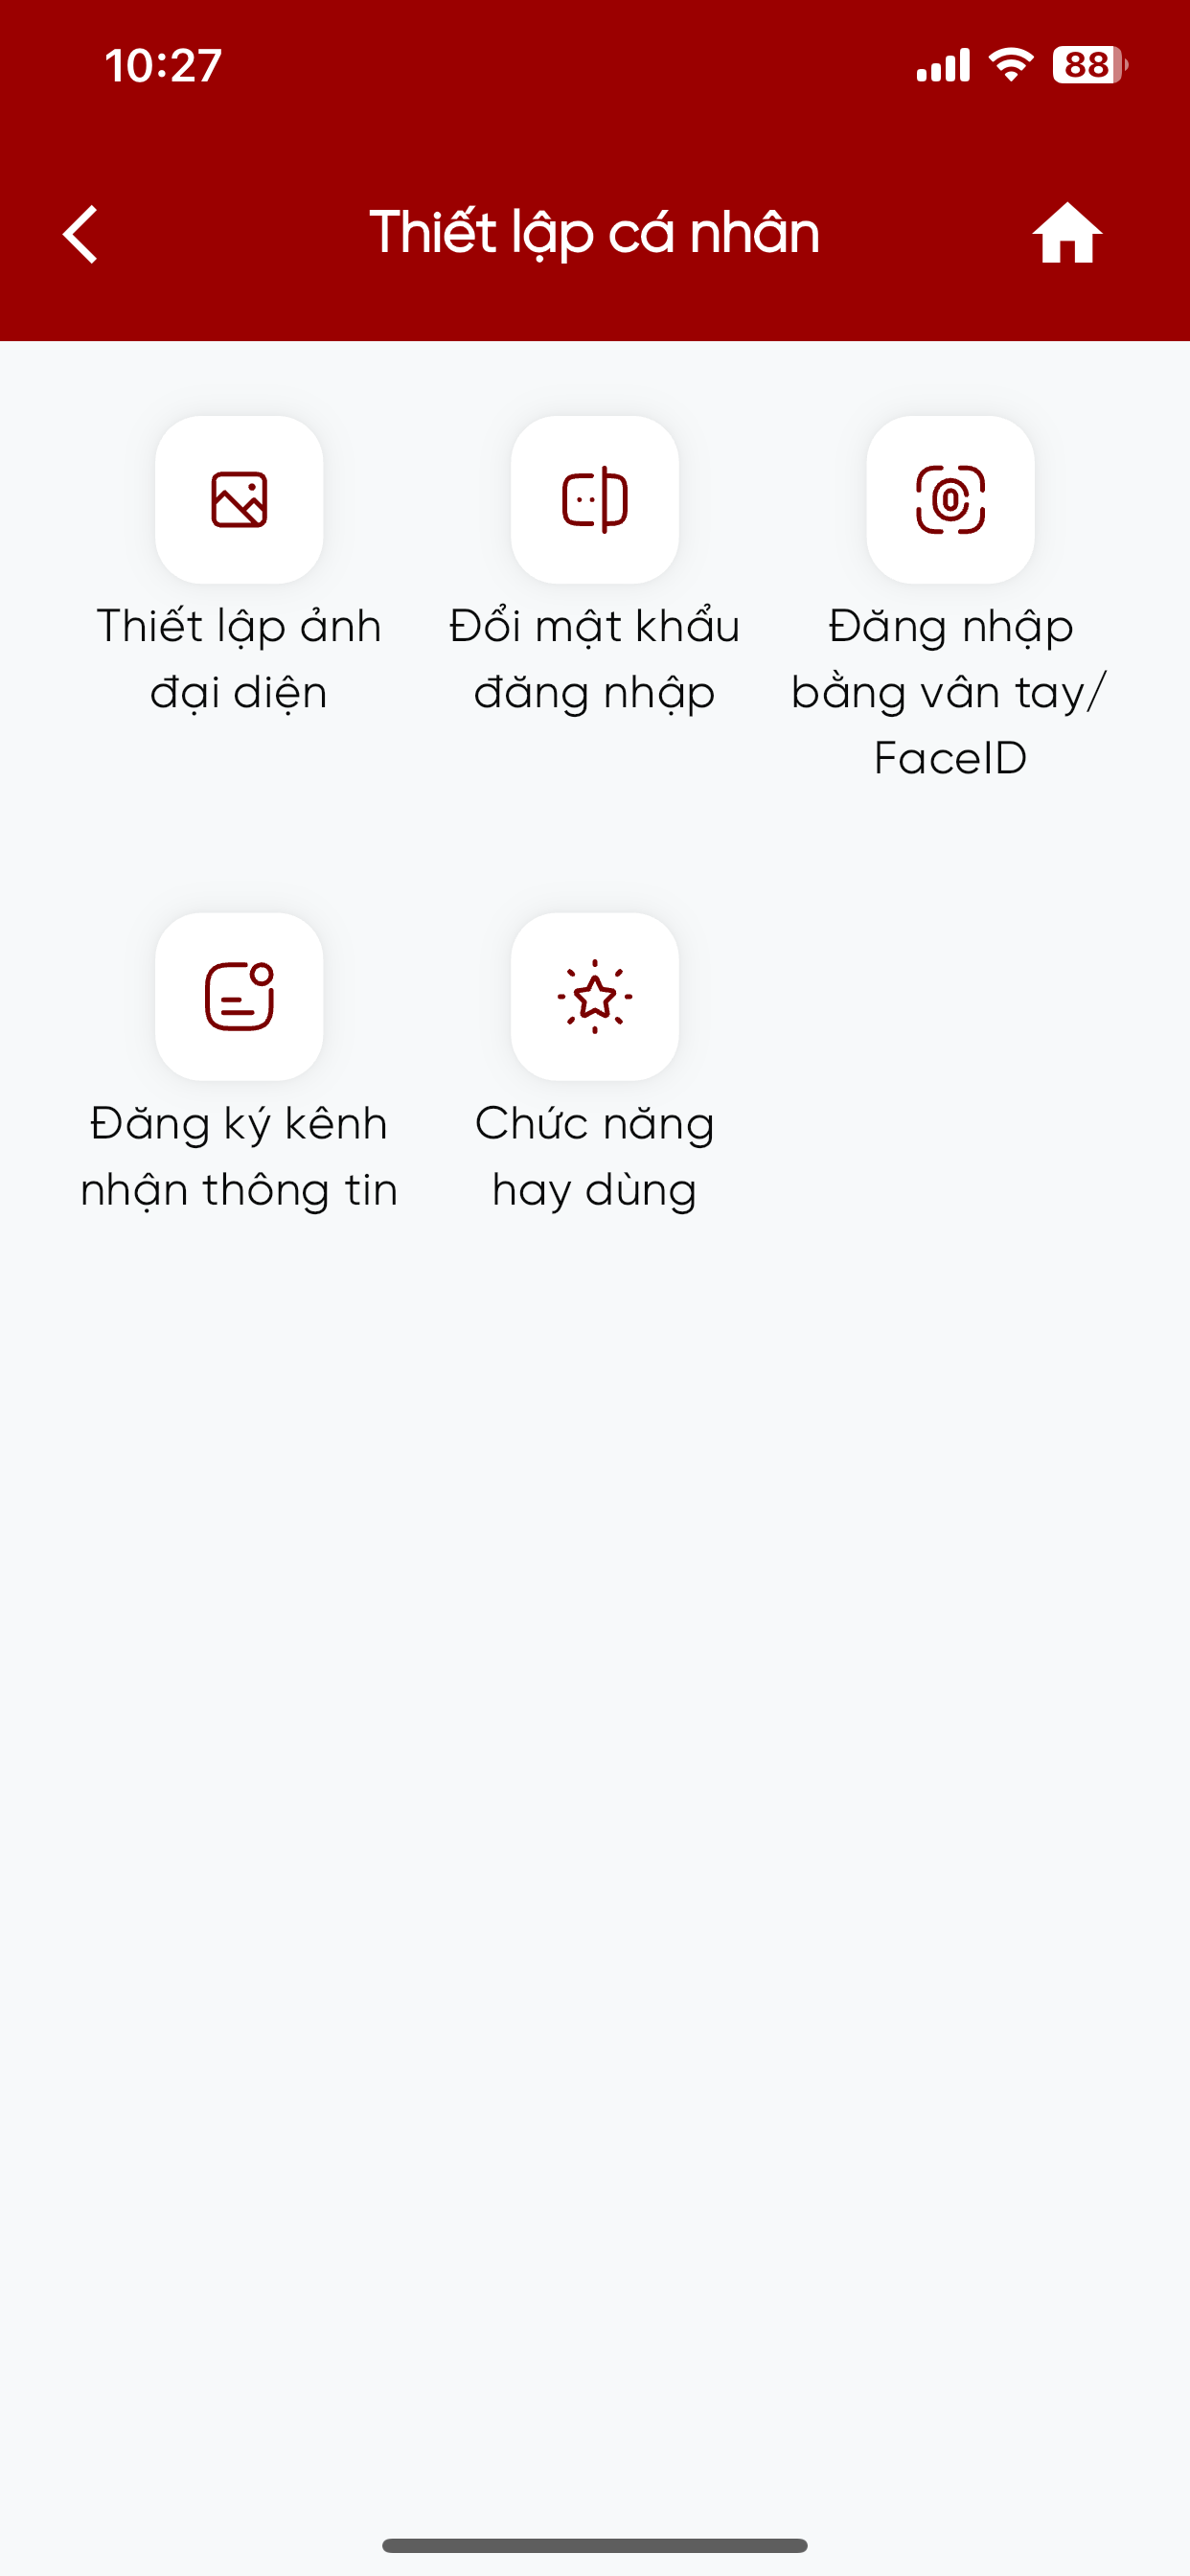 10:27
88
Thiết lập cá nhân
Thiết lập ảnh
đại diện
Đổi mật khẩu
đăng nhập
Đăng nhập
bằng vân tay/
FaceID
Đăng ký kênh
nhận thông tin
Chức năng
hay dùng